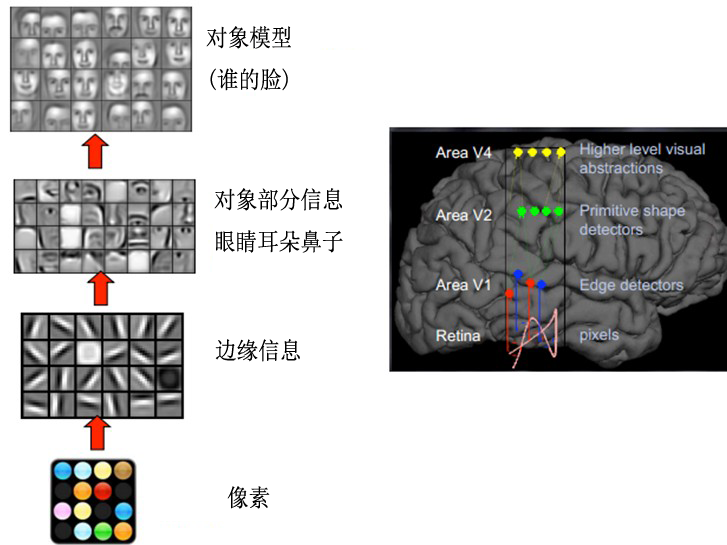 对象模型
(谁的脸)
对象部分信息
眼睛耳朵鼻子
边缘信息
像素
Area V4
Higher level visual
abstractions
Area V2
Primitive shape
detectors
Area V1
Edge detectors
Retina
pixels